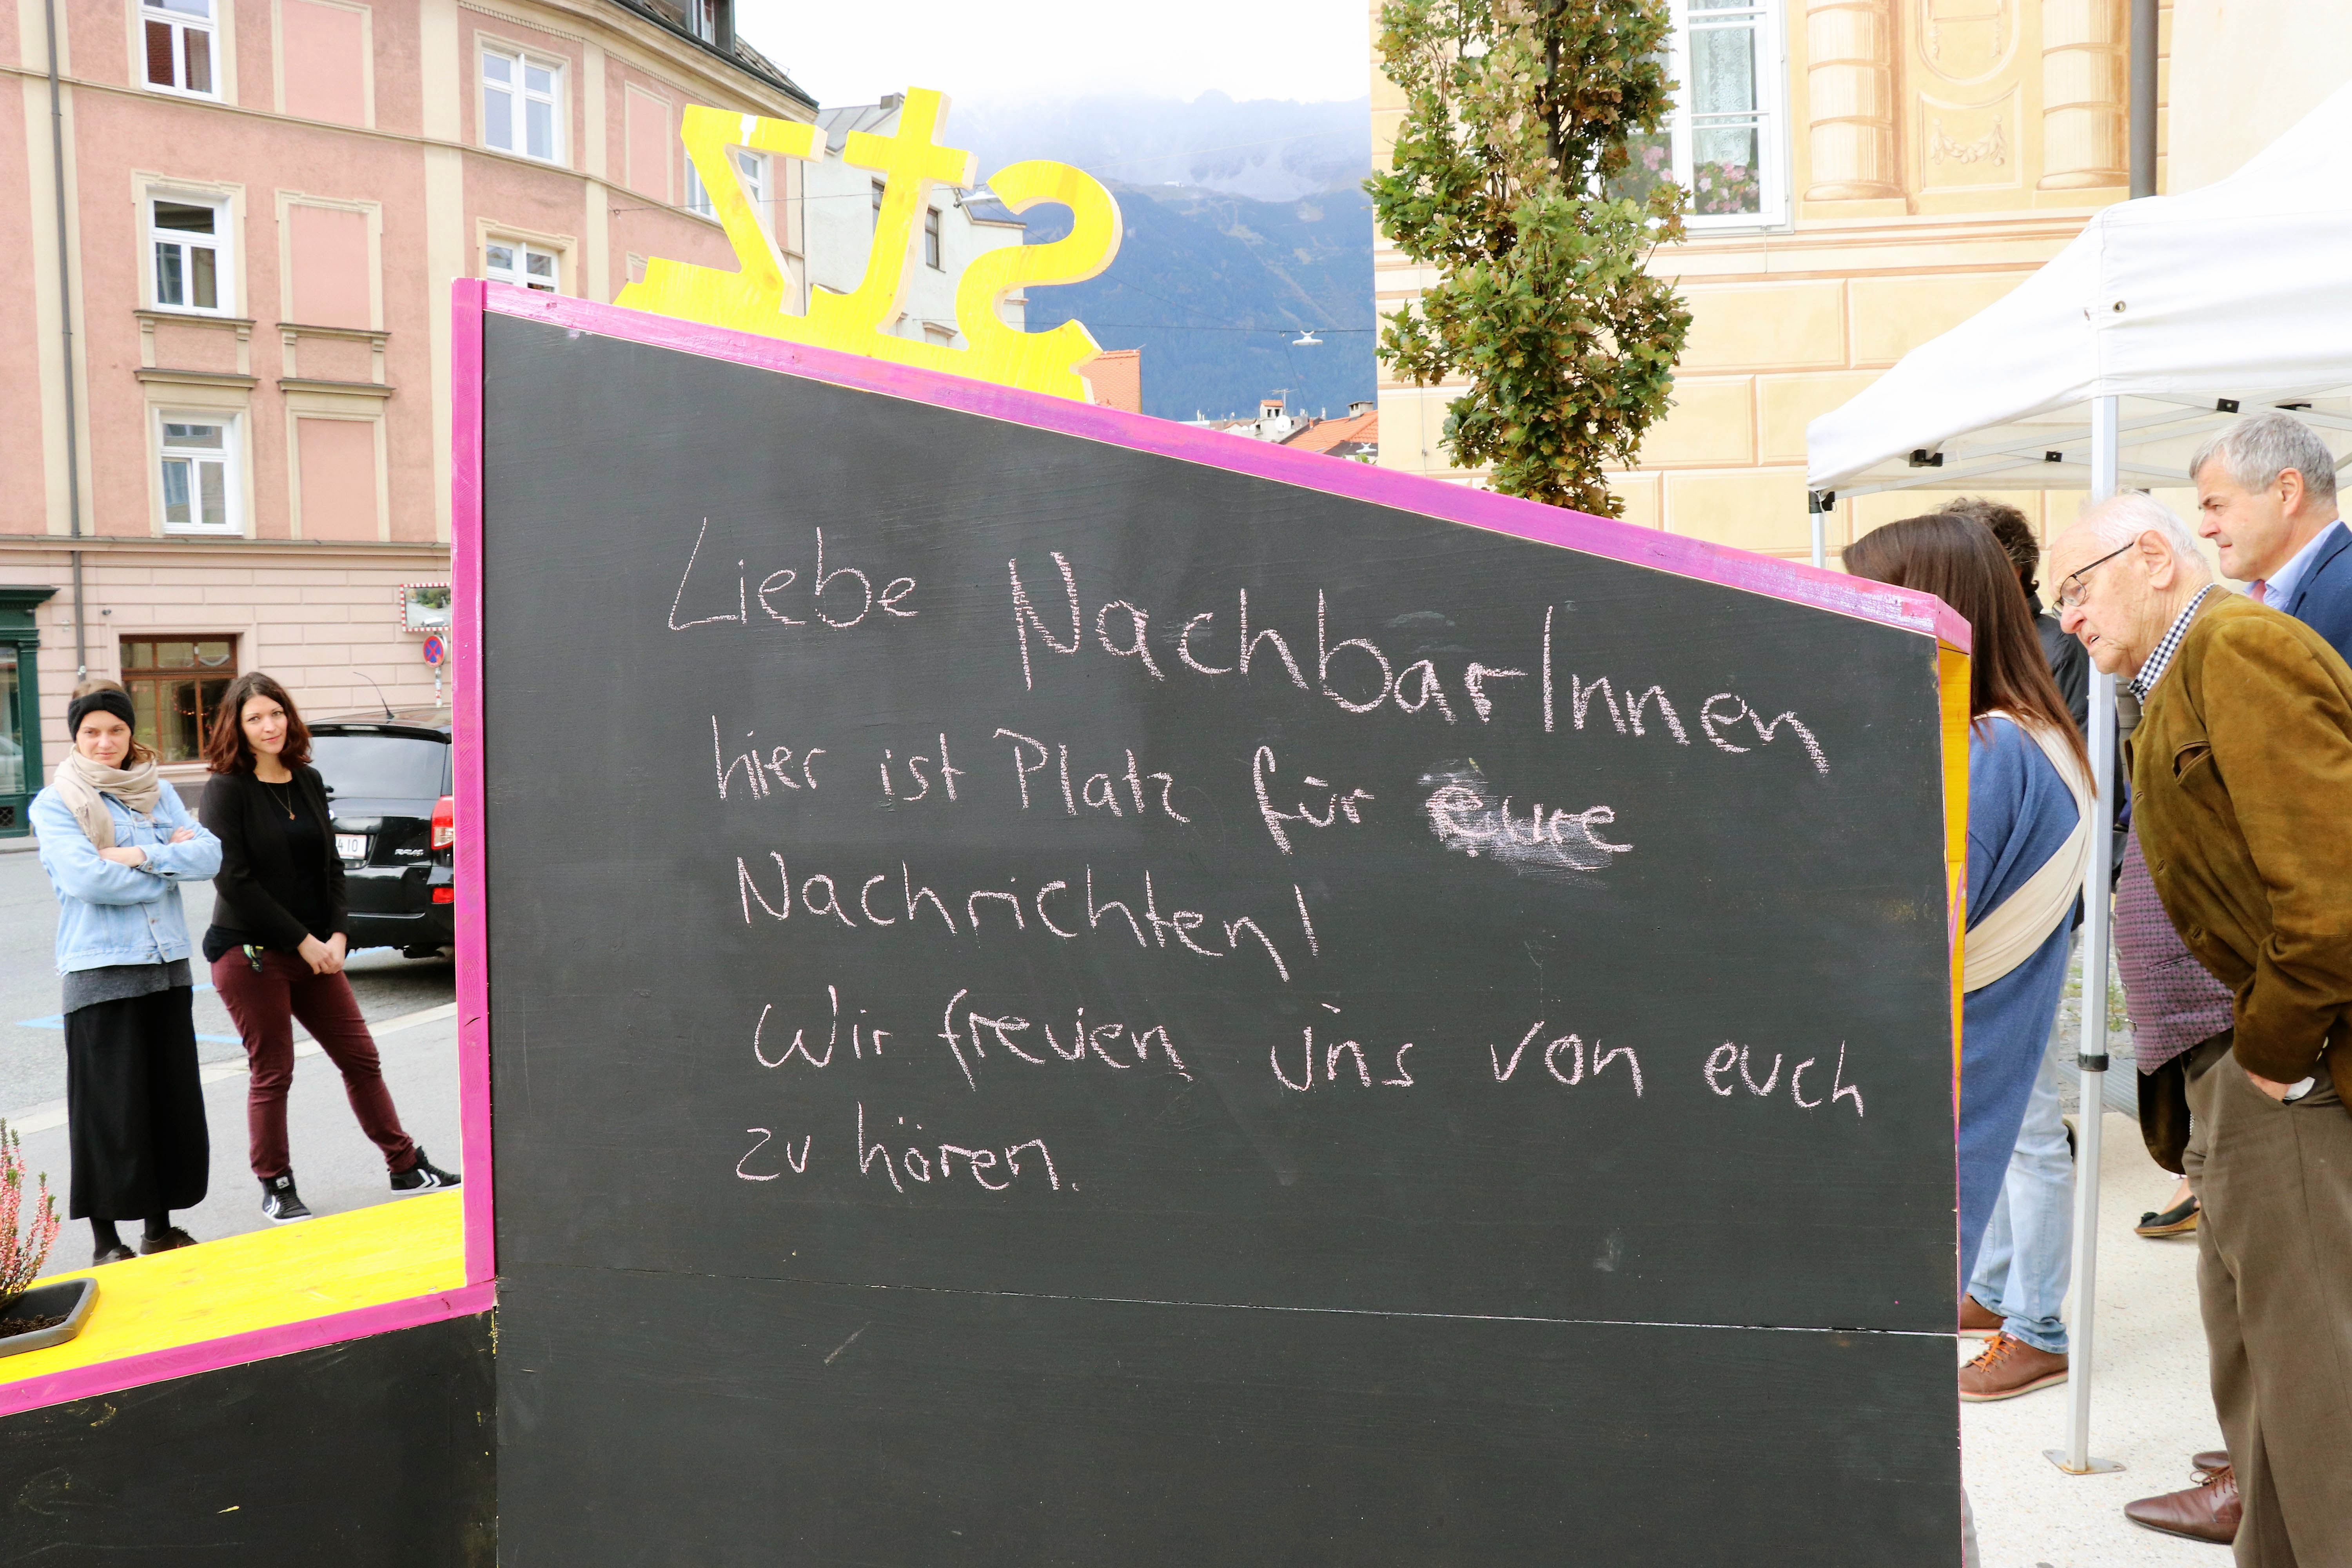 Liebe NachbarInnen
hier ist Platz für eure
Nachrichten!
Wir freuen uns von euch
zu hören.